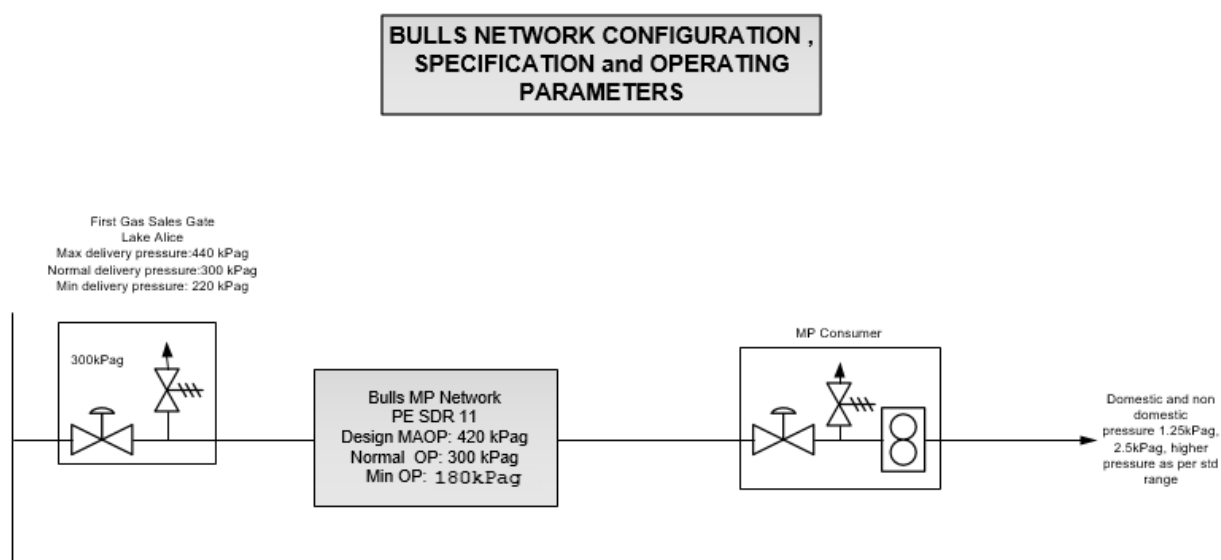 BULLS NETWORK CONFIGURATION ,
SPECIFICATION and OPERATING
PARAMETERS
First Gas Sales Gate
Lake Alice
Max delivery pressure:440 kPag
Normal delivery pressure:300 kPag
Min delivery pressure: 220 kPag
300kPag
Bulls MP Network
PE SDR 11
Design MAOP: 420 kPag
Normal OP: 300 kPag
Min OP: 180kPag
MP Consumer
Domestic and non
domestic
pressure 1.25kPag,
2.5kPag, higher
pressure as per std
range